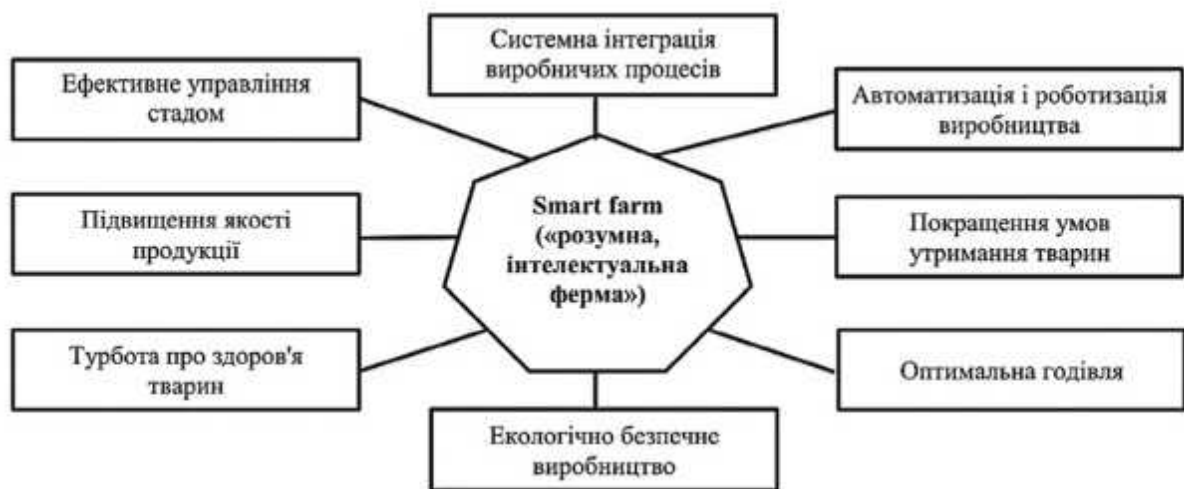 Системна інтеграція
виробничих процесів
Ефективне управління
стадом
Автоматизація і роботизація
виробництва
Smart farm
(«розумна,
інтелектуальна
ферма»)
Підвищення якості
продукції
Покращення умов
утримання тварин
Турбота про здоров'я
тварин
Оптимальна годівля
Екологічно безпечне
виробництво